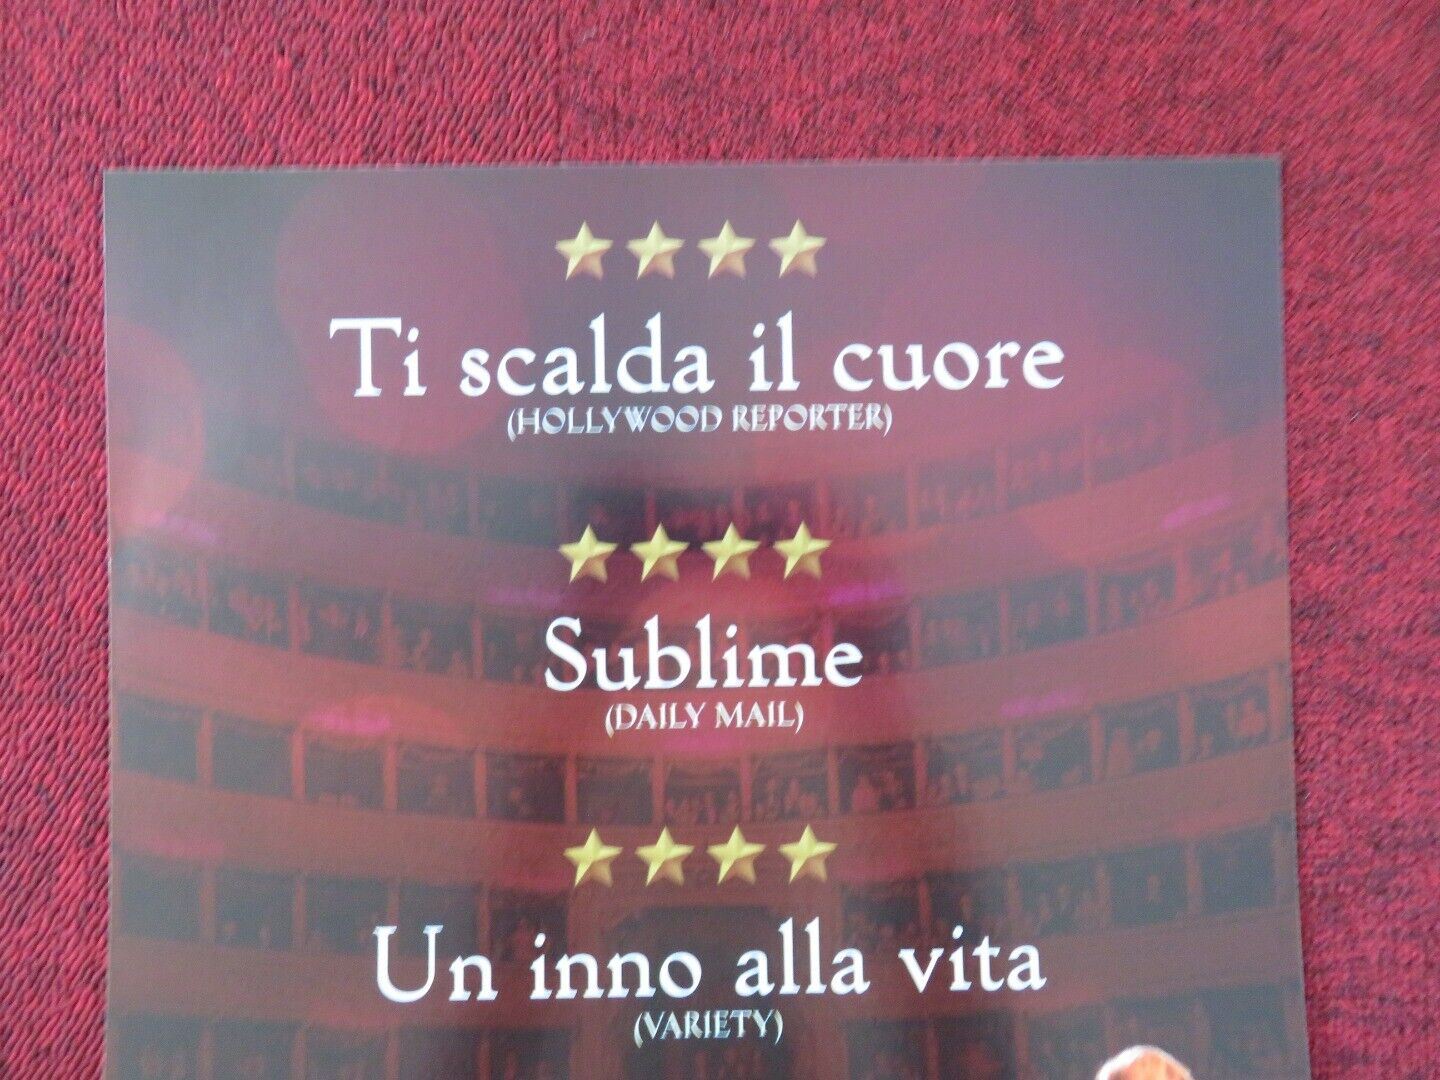 Ti scalda il cuore
(HOLLYWOOD REPORTER)
Sublime
(DAILY MAIL)
Un inno alla vita
(VARIETY)